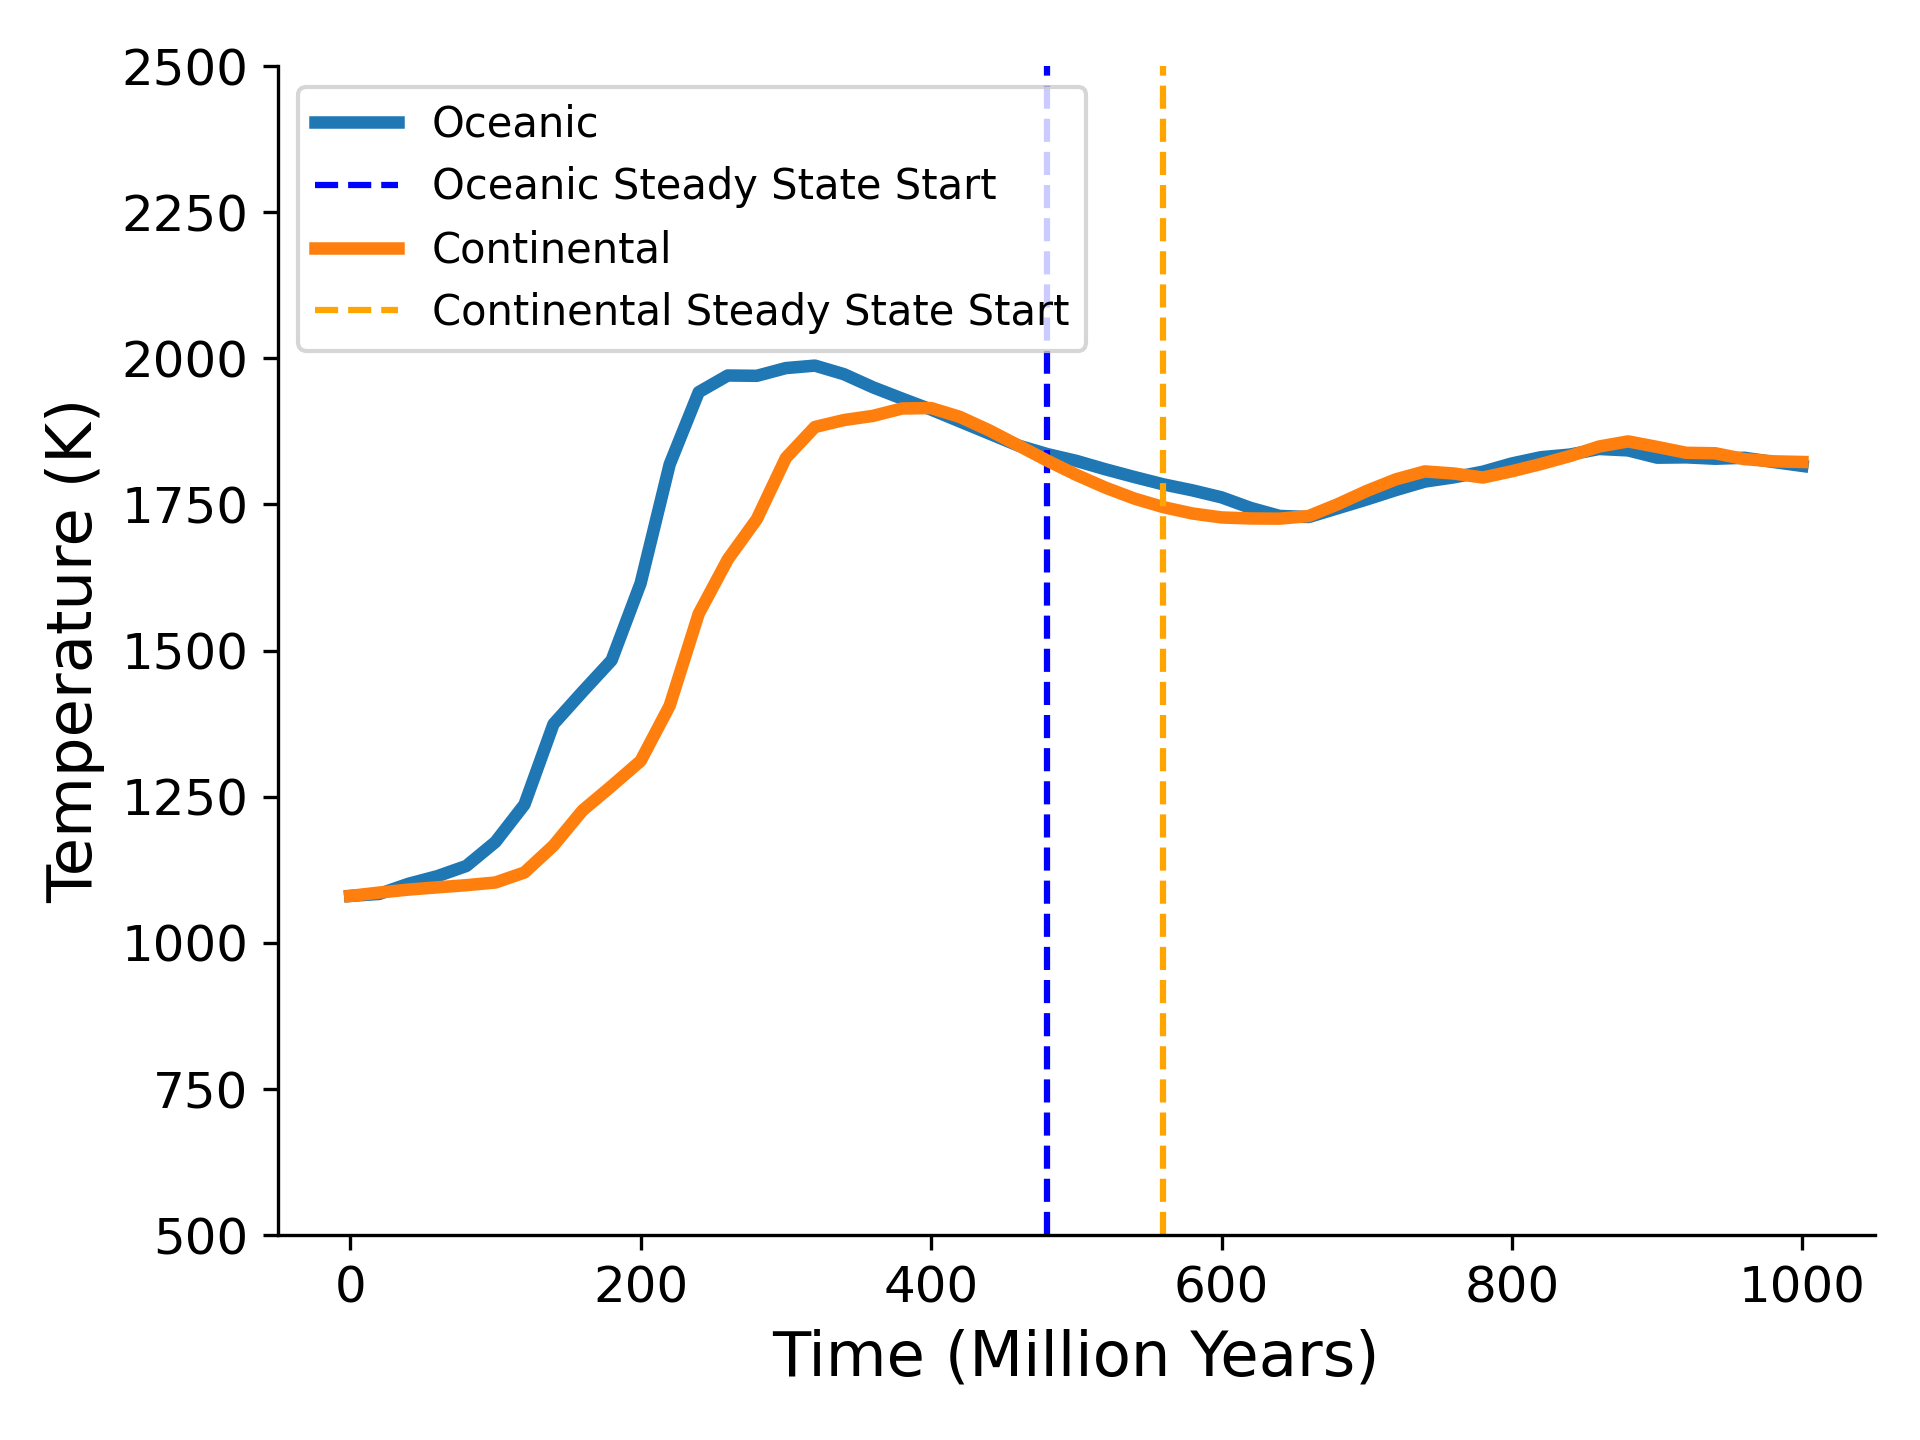 2500
2250
2000
1750
1500
1250
1000
750
500
Temperature (K)
Oceanic
Oceanic Steady State Start
Continental
Continental Steady State Start
0 200 400 600 800 1000
Time (Million Years)